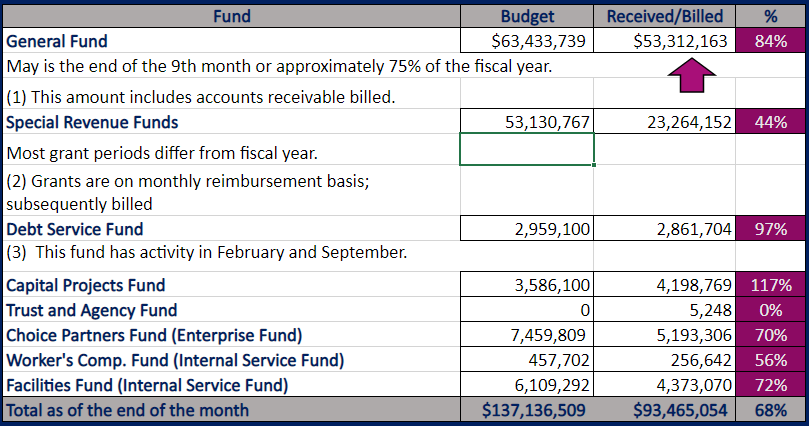 Fund Budget Received/Billed %
General Fund $63,433,739 $53,312,163 84%
May is the end of the 9th month or approximately 75% of the fiscal year.
(1) This amount includes accounts receivable billed.
Special Revenue Funds 53,130,767 23,264,152 44%
Most grant periods differ from fiscal year.
(2) Grants are on monthly reimbursement basis;
subsequently billed
Debt Service Fund 2,959,100 2,861,704 97%
(3)  This fund has activity in February and September.
Capital Projects Fund 3,586,100 4,198,769 117%
Trust and Agency Fund 0 5,248 0%
Choice Partners Fund (Enterprise Fund) 7,459,809 5,193,306 70%
Worker's Comp. Fund (Internal Service Fund) 457,702 256,642 56%
Facilities Fund (Internal Service Fund) 6,109,292 4,373,070 72%
Total as of the end of the month $137,136,509 $93,465,054 68%